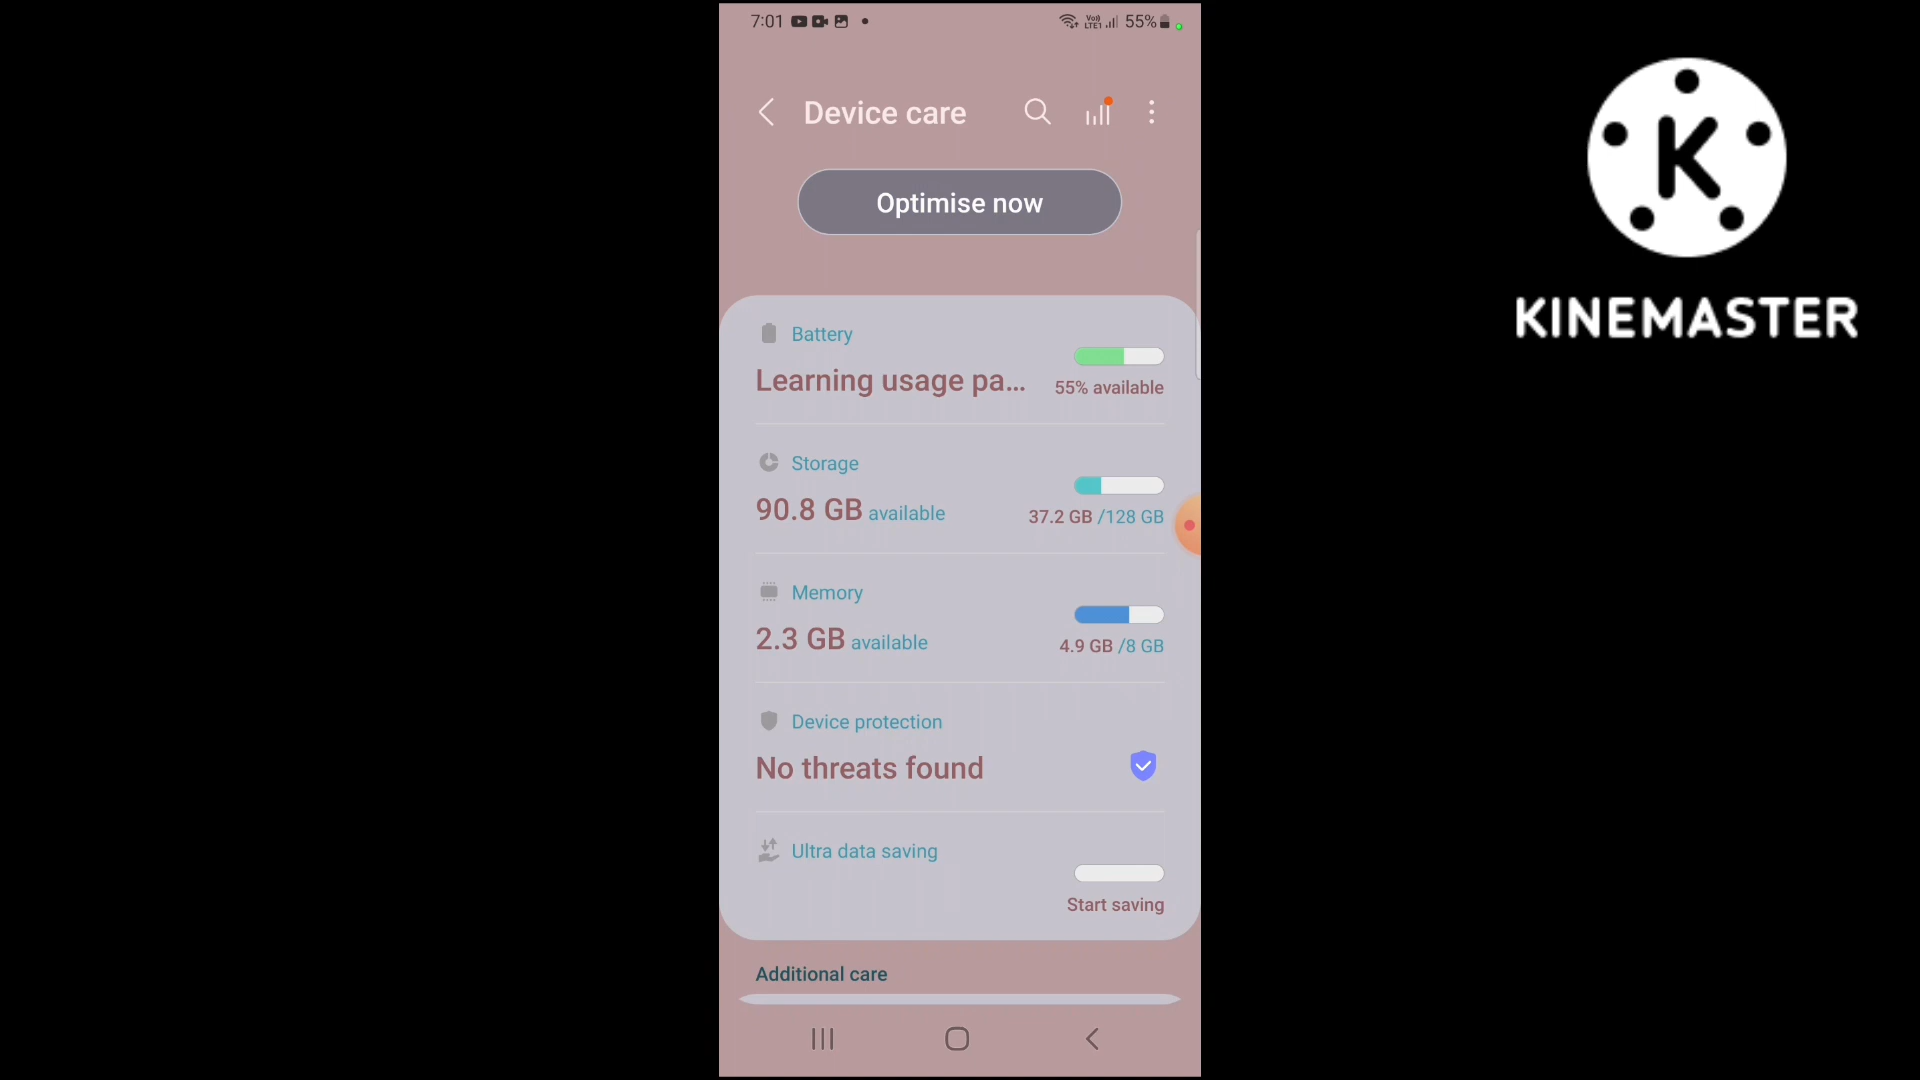 7:01
Vo))
LTE1
55%
Device care
Optimise now
Battery
Learning usage pa...
55% available
Storage
90.8 GB available
37.2 GB /128 GB
Memory
2.3 GB available
4.9 GB /8 GB
Device protection
No threats found
Ultra data saving
Start saving
Additional care
K
KINEMASTER